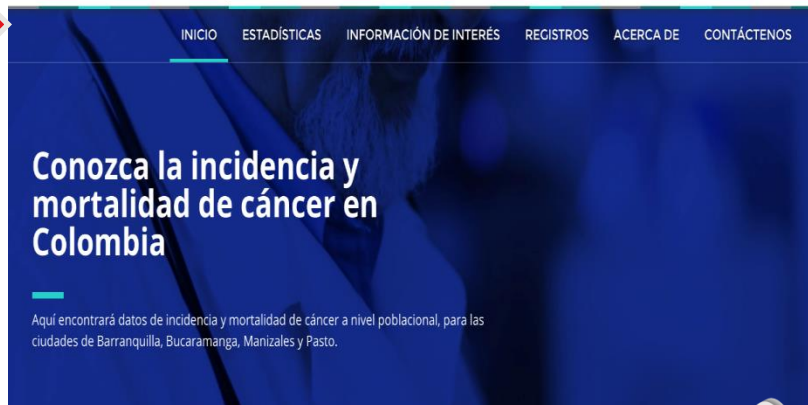 INICIO ESTADÍSTICAS INFORMACIÓN DE INTERÉS REGISTROS ACERCA DE CONTÁCTENOS
Conozca la incidencia y
mortalidad de cáncer en
Colombia
Aquí encontrará datos de incidencia y mortalidad de cáncer a nivel poblacional, para las
ciudades de Barranquilla, Bucaramanga, Manizales y Pasto.